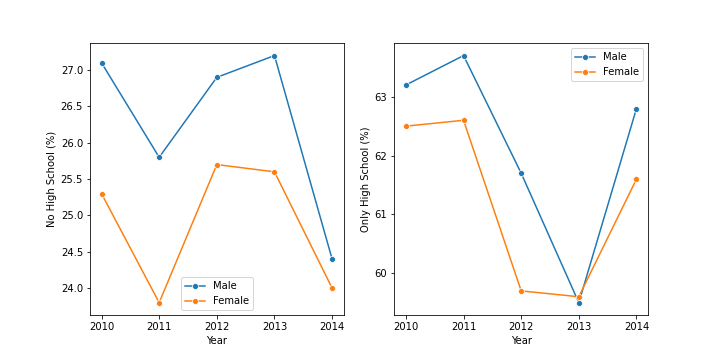 No High School (%)
27.0
26.5
26.0
25.5
25.0
24.5
24.0
2010 2011 2012 2013 2014
Year
Male
Female
Only High School (%)
63
62
61
60
2010 2011 2012 2013 2014
Year
Male
Female